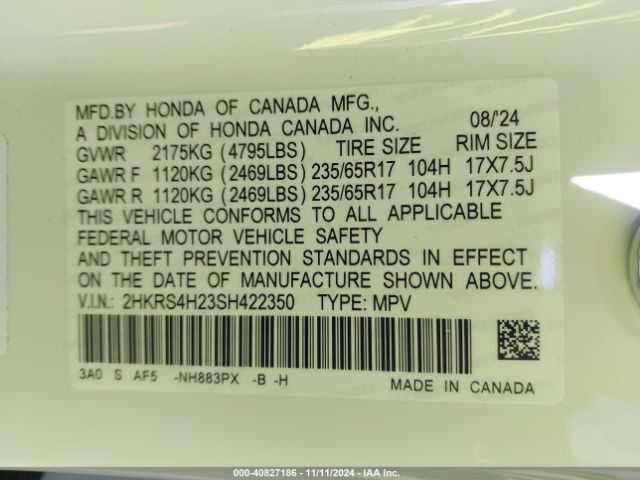 MFD.BY HONDA OF CANADA MFG.,
A DIVISION OF HONDA CANADA INC. 08/'24
GVWR 2175KG (4795LBS) TIRE SIZE RIM SIZE
GAWR F 1120KG (2469LBS) 235/65R17 104H 17X7.5J
GAWR R 1120KG (2469LBS) 235/65R17 104H 17X7.5J
THIS VEHICLE CONFORMS TO ALL APPLICABLE
FEDERAL MOTOR VEHICLE SAFETY
AND THEFT PREVENTION STANDARDS IN EFFECT
ON THE DATE OF MANUFACTURE SHOWN ABOVE.
V.I.N.: 2HKRS4H23SH422350 TYPE: MPV
3A0 S AF5 -NH883PX -B -H
MADE IN CANADA
000-40827186 - 11/11/2024 - IAA Inc.